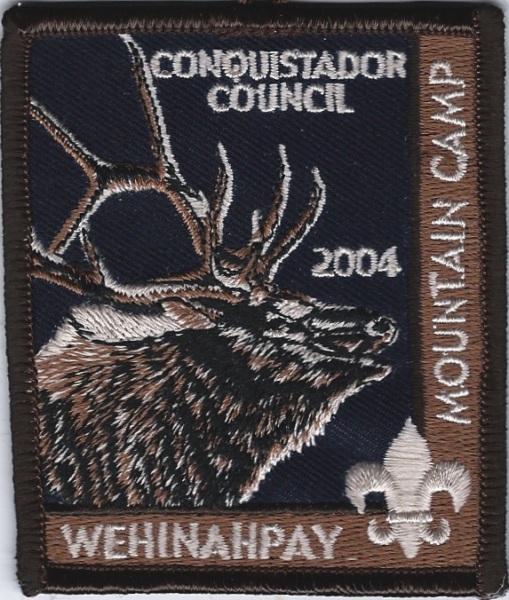 CONQUISTADOR
COUNCIL
2004
MOUNTAIN CAMP
WEHINAHPAY